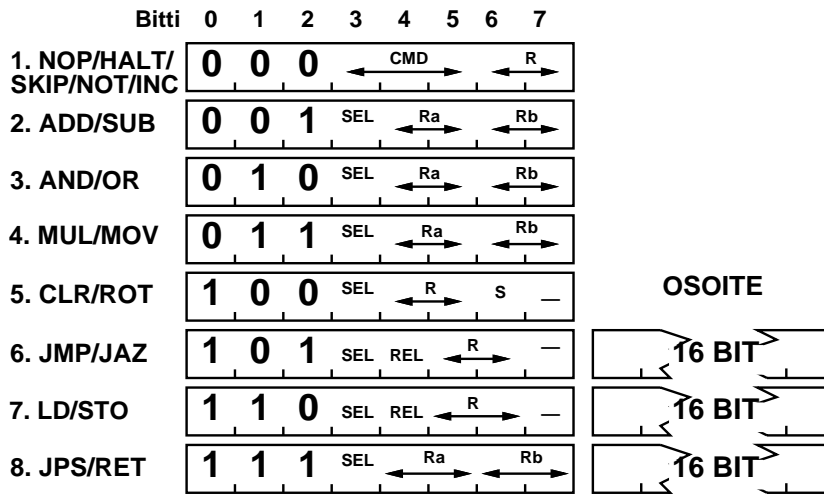 Bitti 0 1 2 3 4 5 6 7
1. NOP/HALT/
SKIP/NOT/INC
0 0 0 CMD R
2. ADD/SUB 0 0 1 SEL Ra Rb
3. AND/OR 0 1 0 SEL Ra Rb
4. MUL/MOV 0 1 1 SEL Ra Rb
5. CLR/ROT 1 0 0 SEL R S —
OSOITE
6. JMP/JAZ 1 0 1 SEL REL R — 16 BIT
7. LD/STO 1 1 0 SEL REL R — 16 BIT
8. JPS/RET 1 1 1 SEL Ra Rb 16 BIT